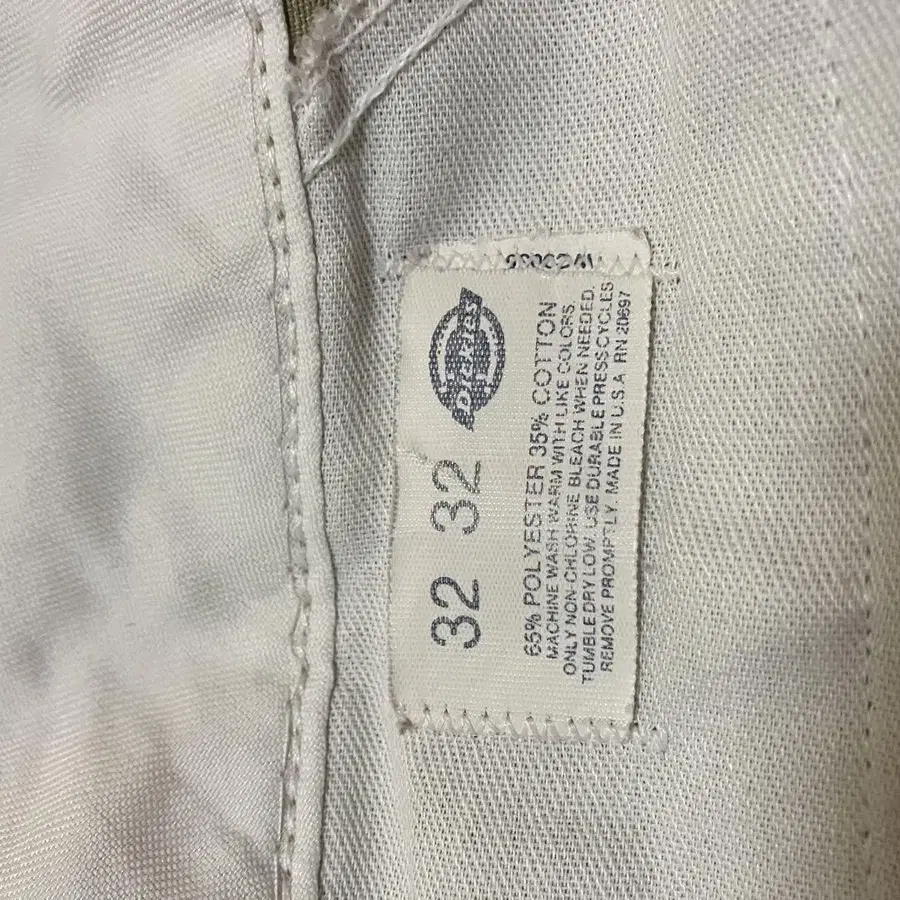 DICKIES
32 32
65% POLYESTER 35% COTTON
MACHINE WASH WARM WITH LIKE COLORS.
ONLY NON-CHLORINE BLEACH WHEN NEEDED.
TUMBLE DRY LOW. USE DURABLE PRESS CYCLES
REMOVE PROMPTLY. MADE IN U.S.A RN 20697